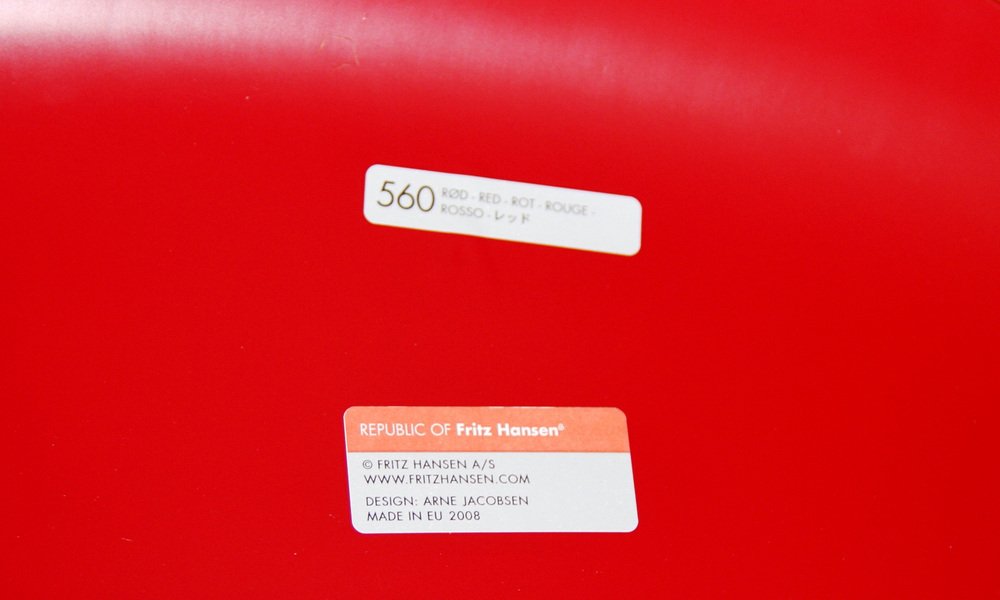 560 RØD - RED - ROT - ROUGE -
ROSSO - レッド
REPUBLIC OF Fritz Hansen®
© FRITZ HANSEN A/S
WWW.FRITZHANSEN.COM
DESIGN: ARNE JACOBSEN
MADE IN EU 2008